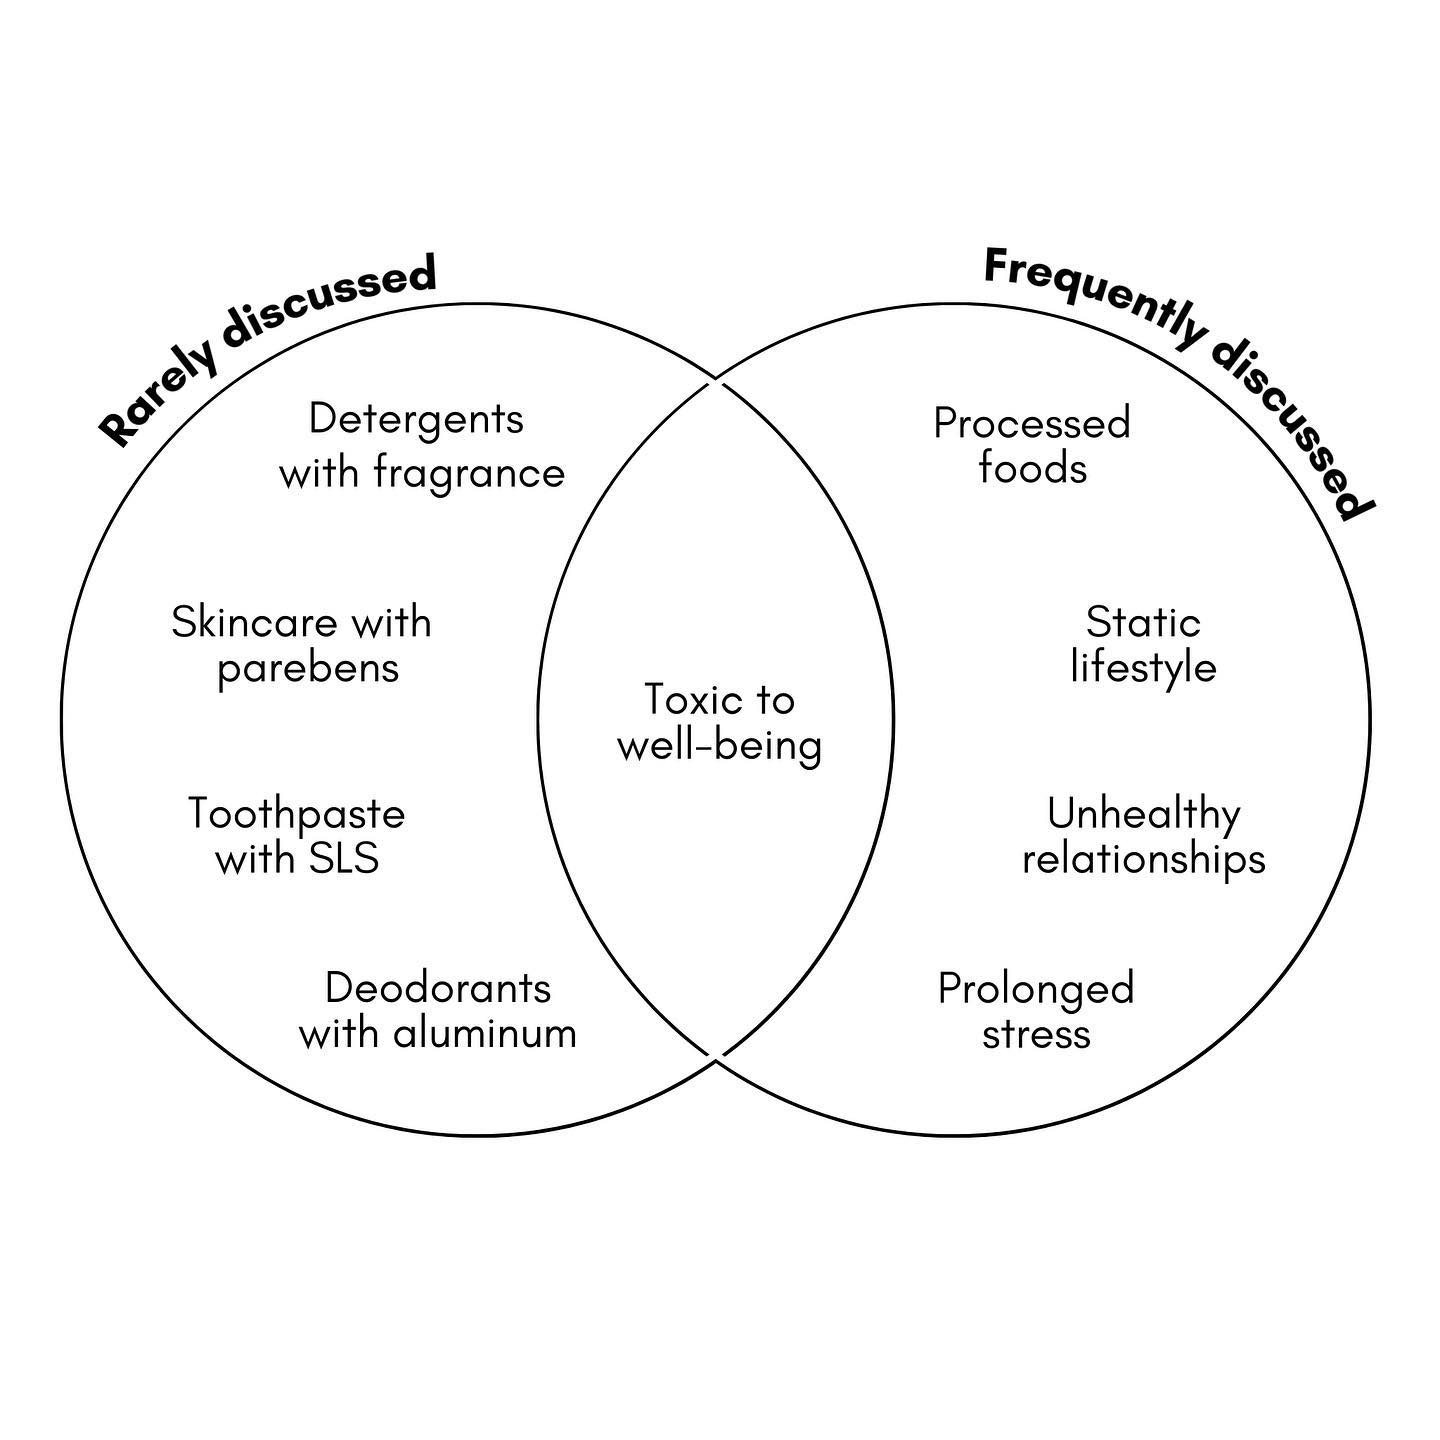 Rarely discussed
Detergents
with fragrance
Skincare with
parebens
Toothpaste
with SLS
Deodorants
with aluminum
Toxic to
well-being
Frequently discussed
Processed
foods
Static
lifestyle
Unhealthy
relationships
Prolonged
stress